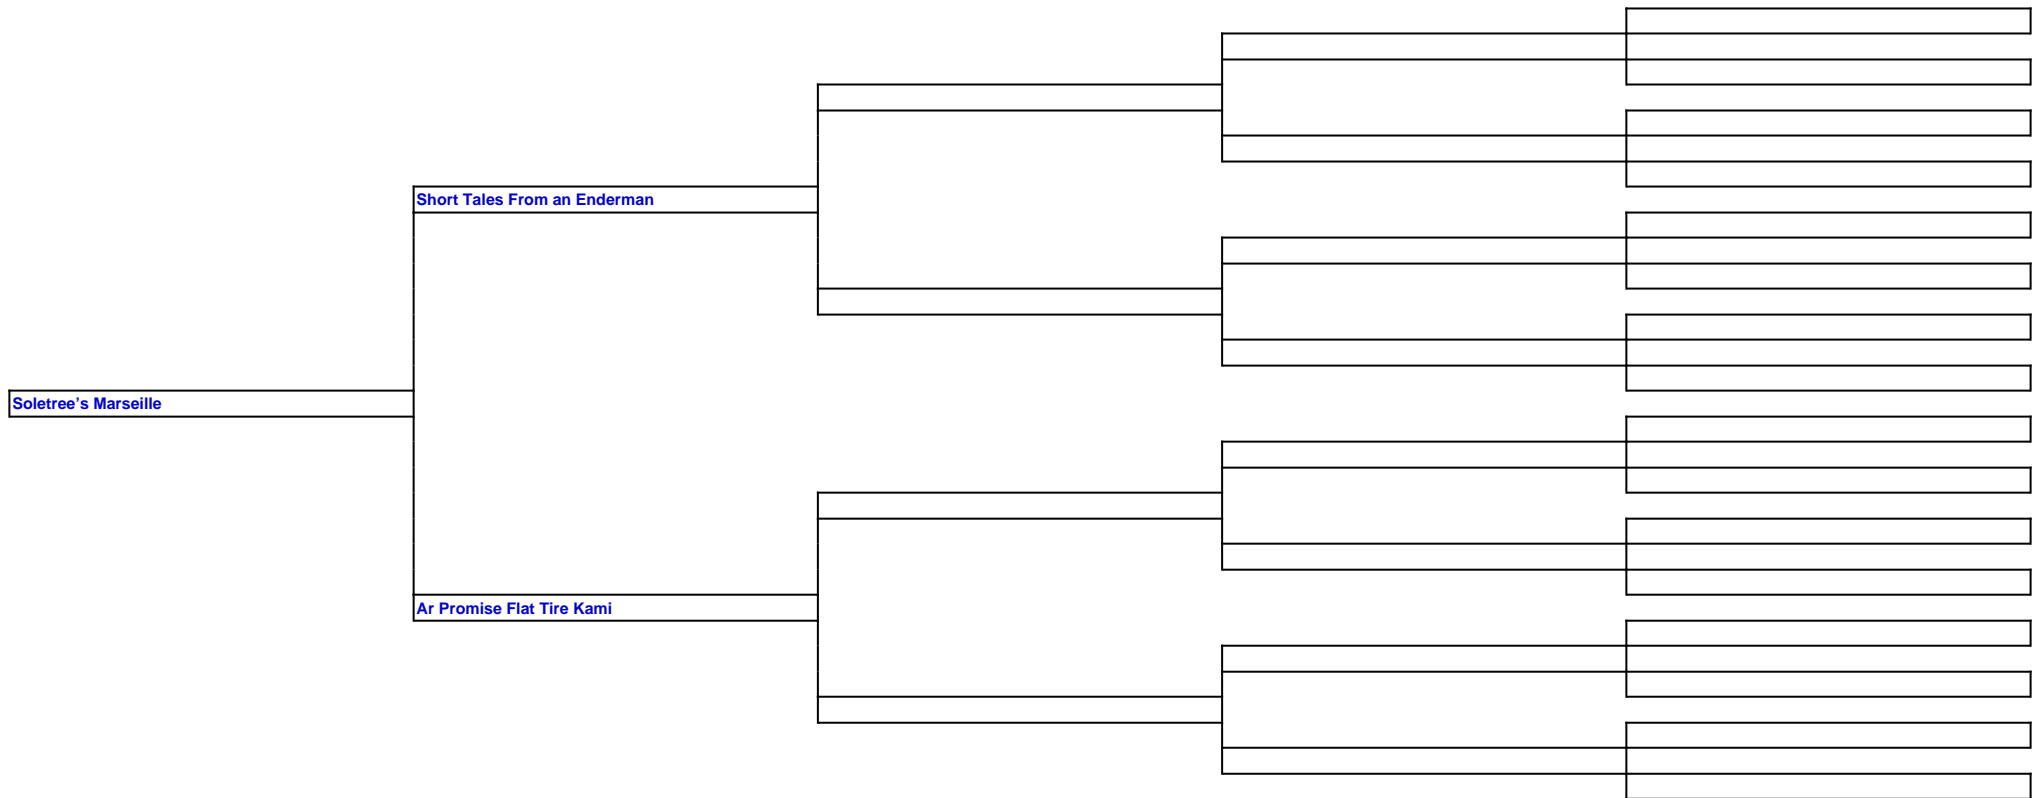 Short Tales From an Enderman
Soletree’s Marseille
Ar Promise Flat Tire Kami